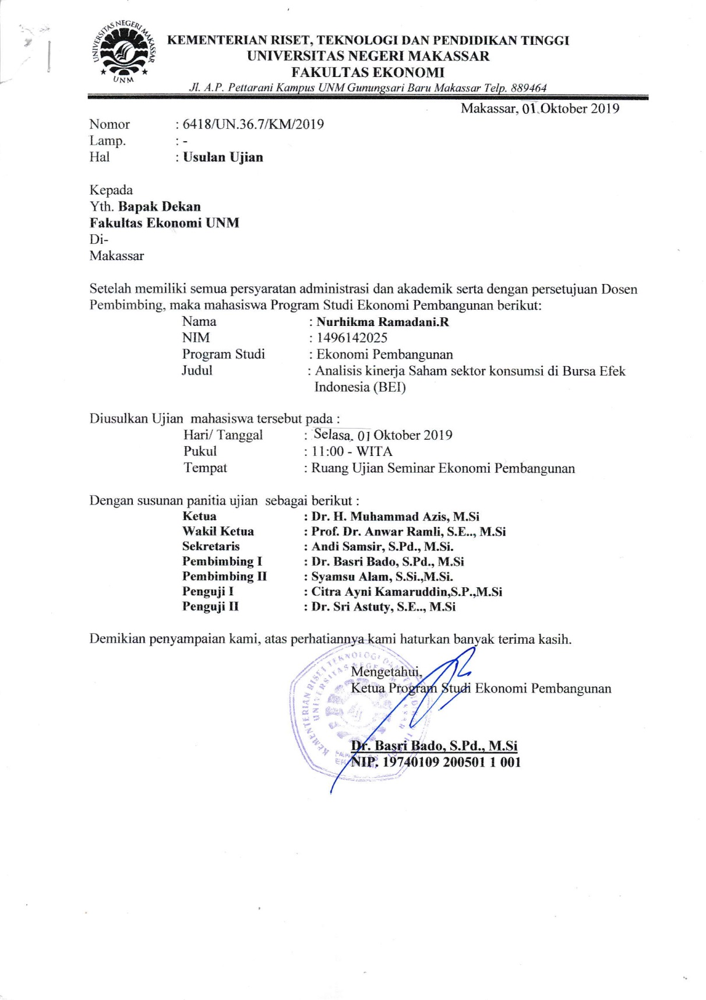 UNIVERSITAS NEGERI MAKASSAR
UNM
KEMENTERIAN RISET, TEKNOLOGI DAN PENDIDIKAN TINGGI
UNIVERSITAS NEGERI MAKASSAR
FAKULTAS EKONOMI
Jl. A.P. Pettarani Kampus UNM Gunungsari Baru Makassar Telp. 889464
Makassar, 01 Oktober 2019
Nomor : 6418/UN.36.7/KM/2019
Lamp. : -
Hal : Usulan Ujian
Kepada
Yth. Bapak Dekan
Fakultas Ekonomi UNM
Di-
Makassar
Setelah memiliki semua persyaratan administrasi dan akademik serta dengan persetujuan Dosen
Pembimbing, maka mahasiswa Program Studi Ekonomi Pembangunan berikut:
Nama : Nurhikma Ramadani.R
NIM : 1496142025
Program Studi : Ekonomi Pembangunan
Judul : Analisis kinerja Saham sektor konsumsi di Bursa Efek
Indonesia (BEI)
Diusulkan Ujian mahasiswa tersebut pada :
Hari/ Tanggal : Selasa, 01 Oktober 2019
Pukul : 11:00 - WITA
Tempat : Ruang Ujian Seminar Ekonomi Pembangunan
Dengan susunan panitia ujian sebagai berikut :
Ketua : Dr. H. Muhammad Azis, M.Si
Wakil Ketua : Prof. Dr. Anwar Ramli, S.E.., M.Si
Sekretaris : Andi Samsir, S.Pd., M.Si.
Pembimbing I : Dr. Basri Bado, S.Pd., M.Si
Pembimbing II : Syamsu Alam, S.Si.,M.Si.
Penguji I : Citra Ayni Kamaruddin,S.P.,M.Si
Penguji II : Dr. Sri Astuty, S.E.., M.Si
Demikian penyampaian kami, atas perhatiannya kami haturkan banyak terima kasih.
Mengetahui,
Ketua Program Studi Ekonomi Pembangunan
KEMENTERIAN RISET TEKNOLOGI DAN
UNIVERSITAS NEGERI
Dr. Basri Bado, S.Pd., M.Si
NIP. 19740109 200501 1 001